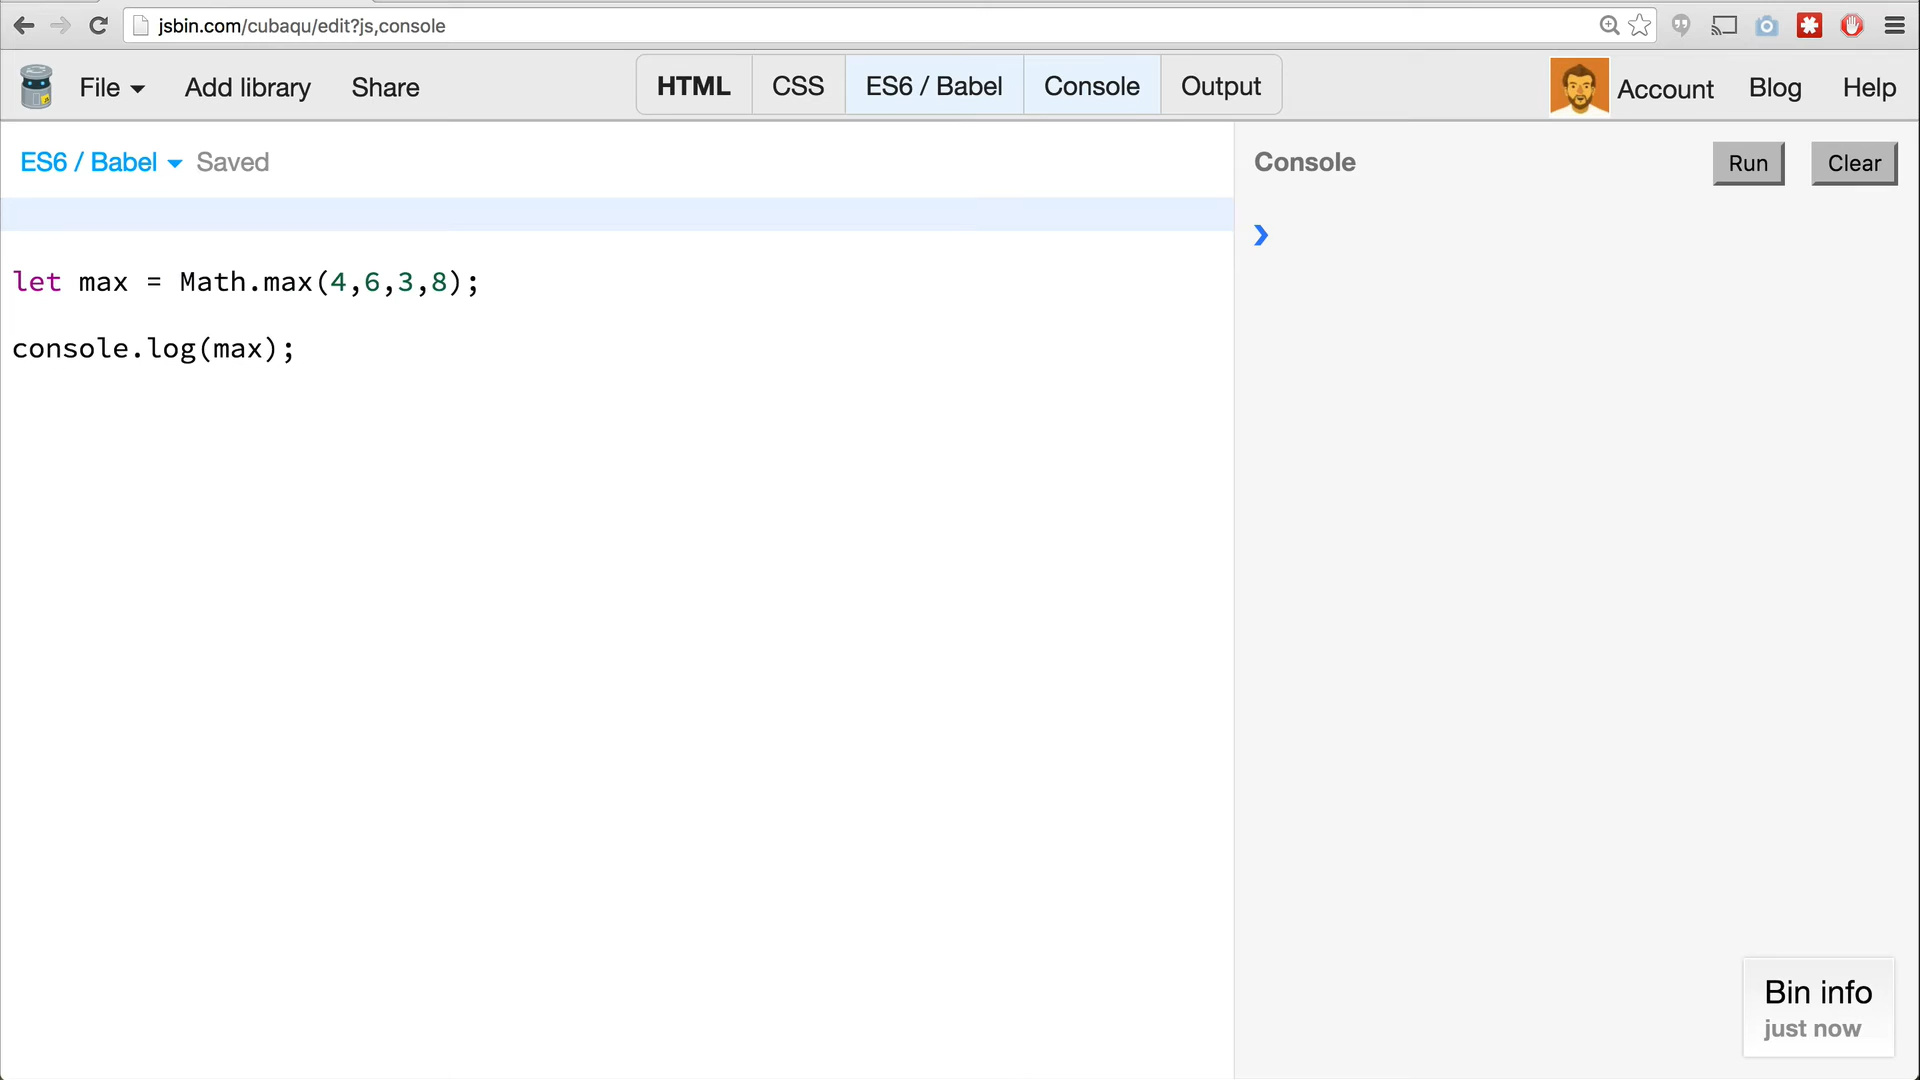 jsbin.com/cubaqu/edit?js,console
File Add library Share HTML CSS ES6 / Babel Console Output Account Blog Help
ES6 / Babel Saved
let max = Math.max(4,6,3,8);
console.log(max);
Console Run Clear
Bin info
just now